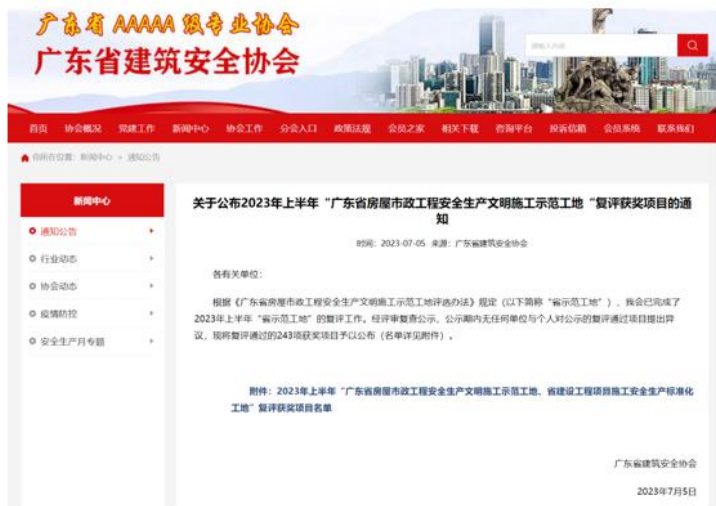 广东省AAAAA级专业协会
广东省建筑安全协会
请输入内容
首页 协会概况 党建工作 新闻中心 协会工作 分会入口 政策法规 会员之家 相关下载 咨询平台 投诉信箱 会员系统 联系我们
你所在位置：新闻中心 > 通知公告
新闻中心
通知公告
行业动态
协会动态
疫情防控
安全生产月专题
关于公布2023年上半年“广东省房屋市政工程安全生产文明施工示范工地“复评获奖项目的通
知
时间：2023-07-05 来源：广东省建筑安全协会
各有关单位：
根据《广东省房屋市政工程安全生产文明施工示范工地评选办法》规定（以下简称“省示范工地”），我会已完成了
2023年上半年“省示范工地”的复评工作。经评审复查公示，公示期内无任何单位与个人对公示的复评通过项目提出异
议，现将复评通过的243项获奖项目予以公布（名单详见附件）。
附件：2023年上半年“广东省房屋市政工程安全生产文明施工示范工地、省建设工程项目施工安全生产标准化
工地”复评获奖项目名单
广东省建筑安全协会
2023年7月5日